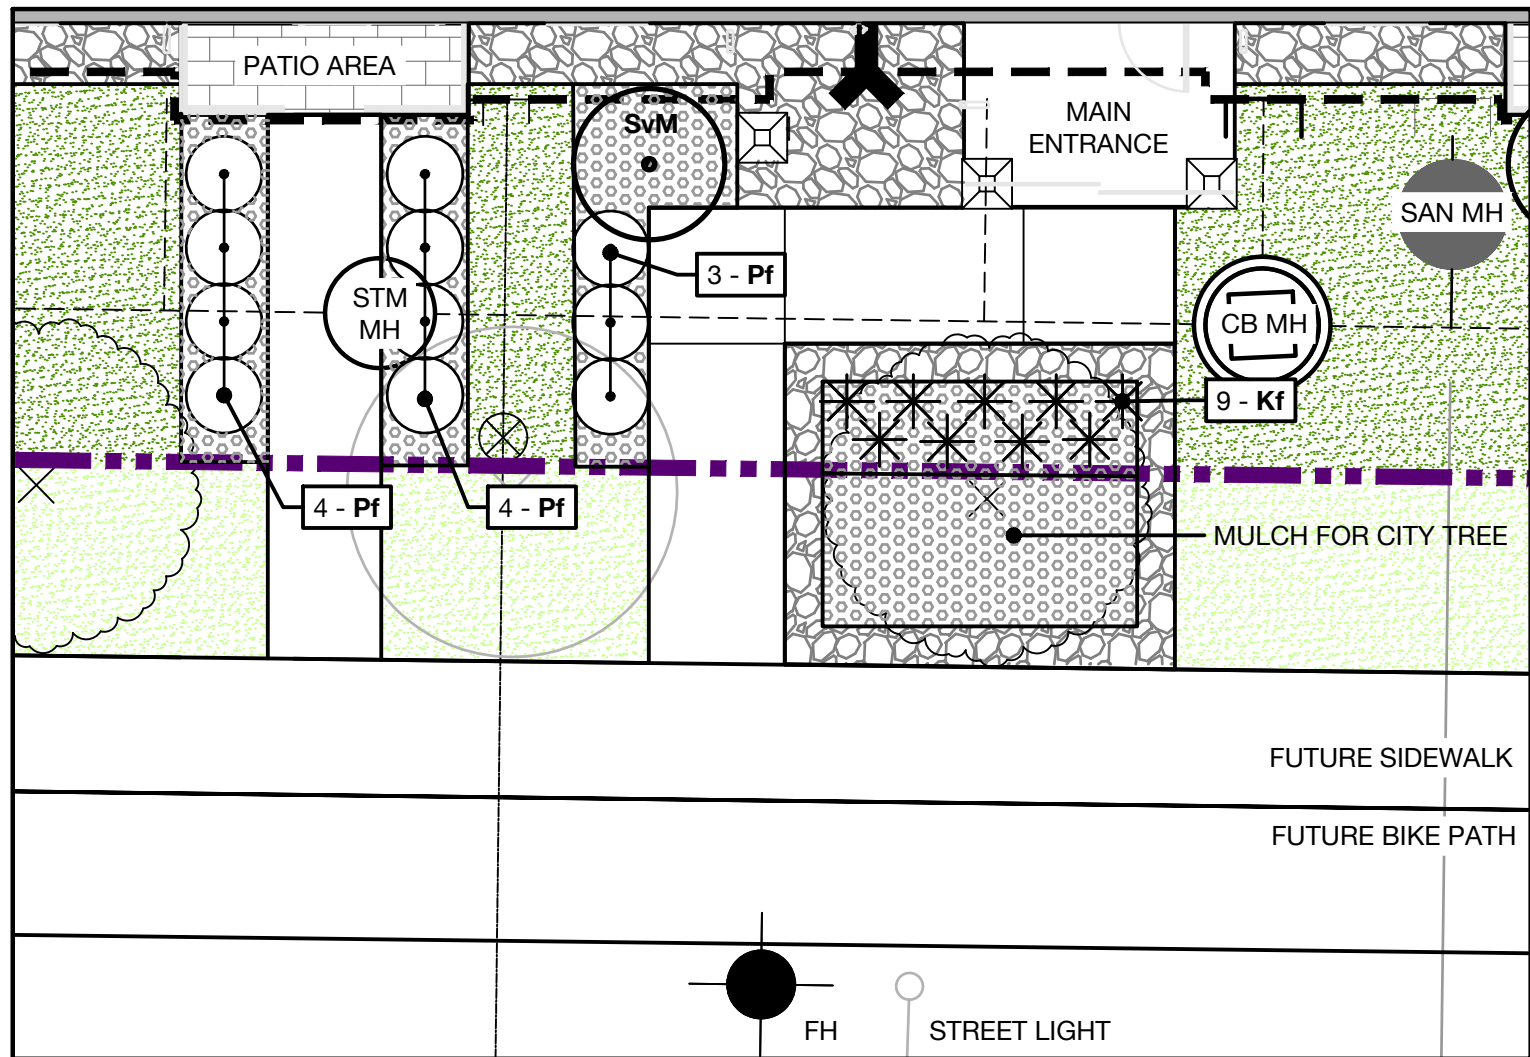 PATIO AREA
SvM
MAIN
ENTRANCE
SAN MH
3 - Pf
STM
MH
CB MH
9 - Kf
4 - Pf
4 - Pf
MULCH FOR CITY TREE
FUTURE SIDEWALK
FUTURE BIKE PATH
FH
STREET LIGHT